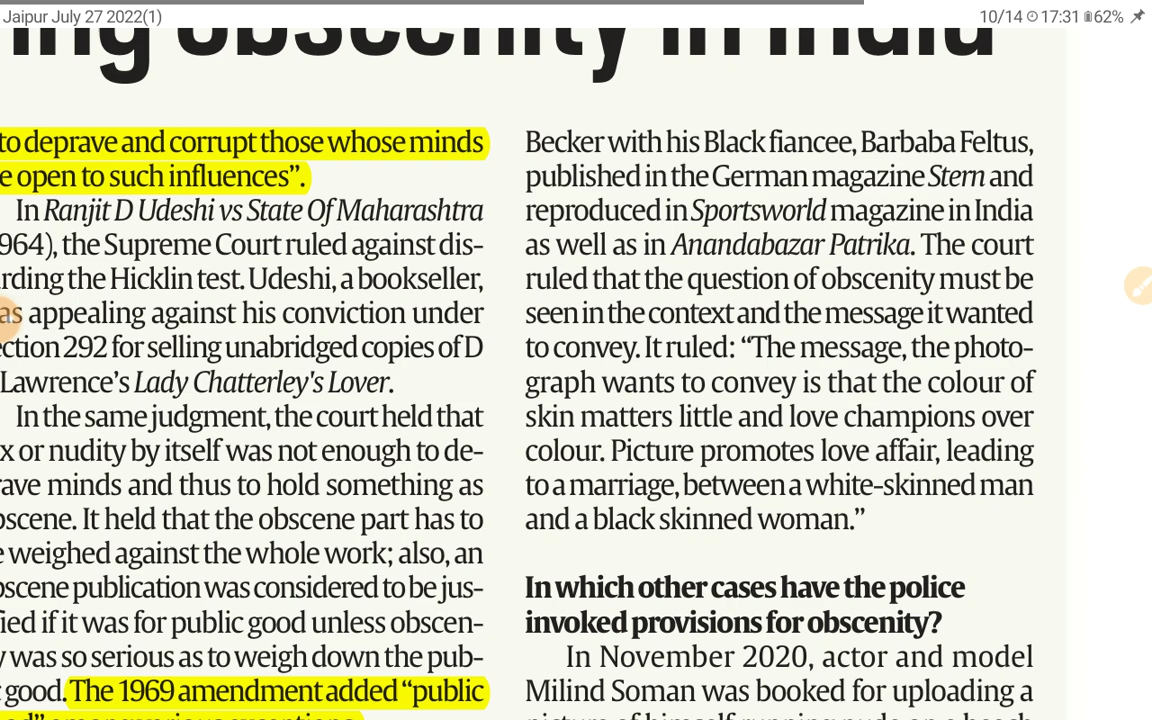 Jaipur July 27 2022(1)
10/14 17:31 62%
ing obscenity in India
to deprave and corrupt those whose minds
e open to such influences”.
In Ranjit D Udeshi vs State Of Maharashtra
964), the Supreme Court ruled against dis-
rding the Hicklin test. Udeshi, a bookseller,
as appealing against his conviction under
ection 292 for selling unabridged copies of D
Lawrence’s Lady Chatterley's Lover.
In the same judgment, the court held that
x or nudity by itself was not enough to de-
rave minds and thus to hold something as
bscene. It held that the obscene part has to
e weighed against the whole work; also, an
bscene publication was considered to be jus-
fied if it was for public good unless obscen-
y was so serious as to weigh down the pub-
c good. The 1969 amendment added “public
Becker with his Black fiancee, Barbaba Feltus,
published in the German magazine Stern and
reproduced in Sportsworld magazine in India
as well as in Anandabazar Patrika. The court
ruled that the question of obscenity must be
seen in the context and the message it wanted
to convey. It ruled: “The message, the photo-
graph wants to convey is that the colour of
skin matters little and love champions over
colour. Picture promotes love affair, leading
to a marriage, between a white-skinned man
and a black skinned woman.”
In which other cases have the police
invoked provisions for obscenity?
In November 2020, actor and model
Milind Soman was booked for uploading a